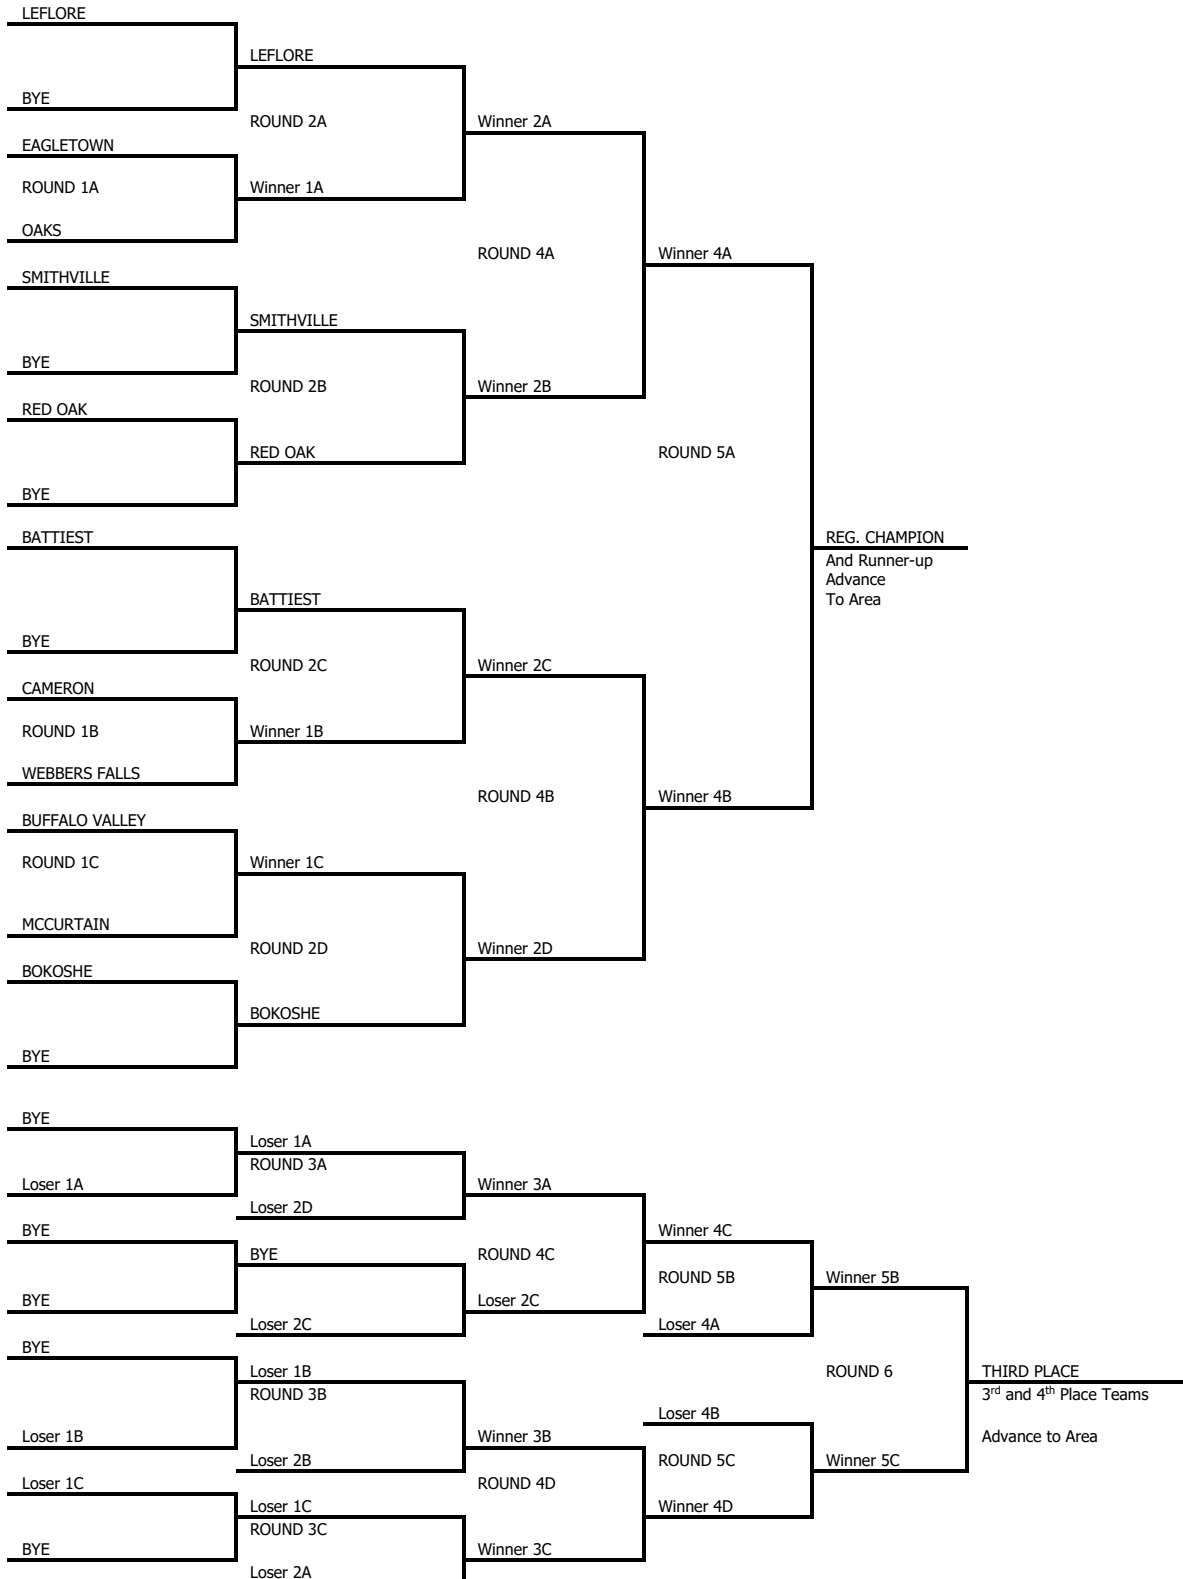 LEFLORE
LEFLORE
BYE
ROUND 2A
Winner 2A
EAGLETOWN
ROUND 1A
Winner 1A
OAKS
ROUND 4A
Winner 4A
SMITHVILLE
SMITHVILLE
BYE
ROUND 2B
Winner 2B
RED OAK
RED OAK
ROUND 5A
BYE
BATTIEST
REG. CHAMPION
And Runner-up
Advance
To Area
BATTIEST
BYE
ROUND 2C
Winner 2C
CAMERON
ROUND 1B
Winner 1B
WEBBERS FALLS
ROUND 4B
Winner 4B
BUFFALO VALLEY
ROUND 1C
Winner 1C
MCCURTAIN
ROUND 2D
Winner 2D
BOKOSHE
BOKOSHE
BYE
BYE
Loser 1A
ROUND 3A
Loser 1A
Winner 3A
Loser 2D
BYE
Winner 4C
BYE
ROUND 4C
ROUND 5B
Winner 5B
BYE
Loser 2C
Loser 2C
Loser 4A
BYE
Loser 1B
ROUND 6
THIRD PLACE
ROUND 3B
3rd and 4th Place Teams
Loser 4B
Loser 1B
Winner 3B
Advance to Area
Loser 2B
ROUND 5C
Winner 5C
Loser 1C
ROUND 4D
Loser 1C
Winner 4D
ROUND 3C
BYE
Winner 3C
Loser 2A